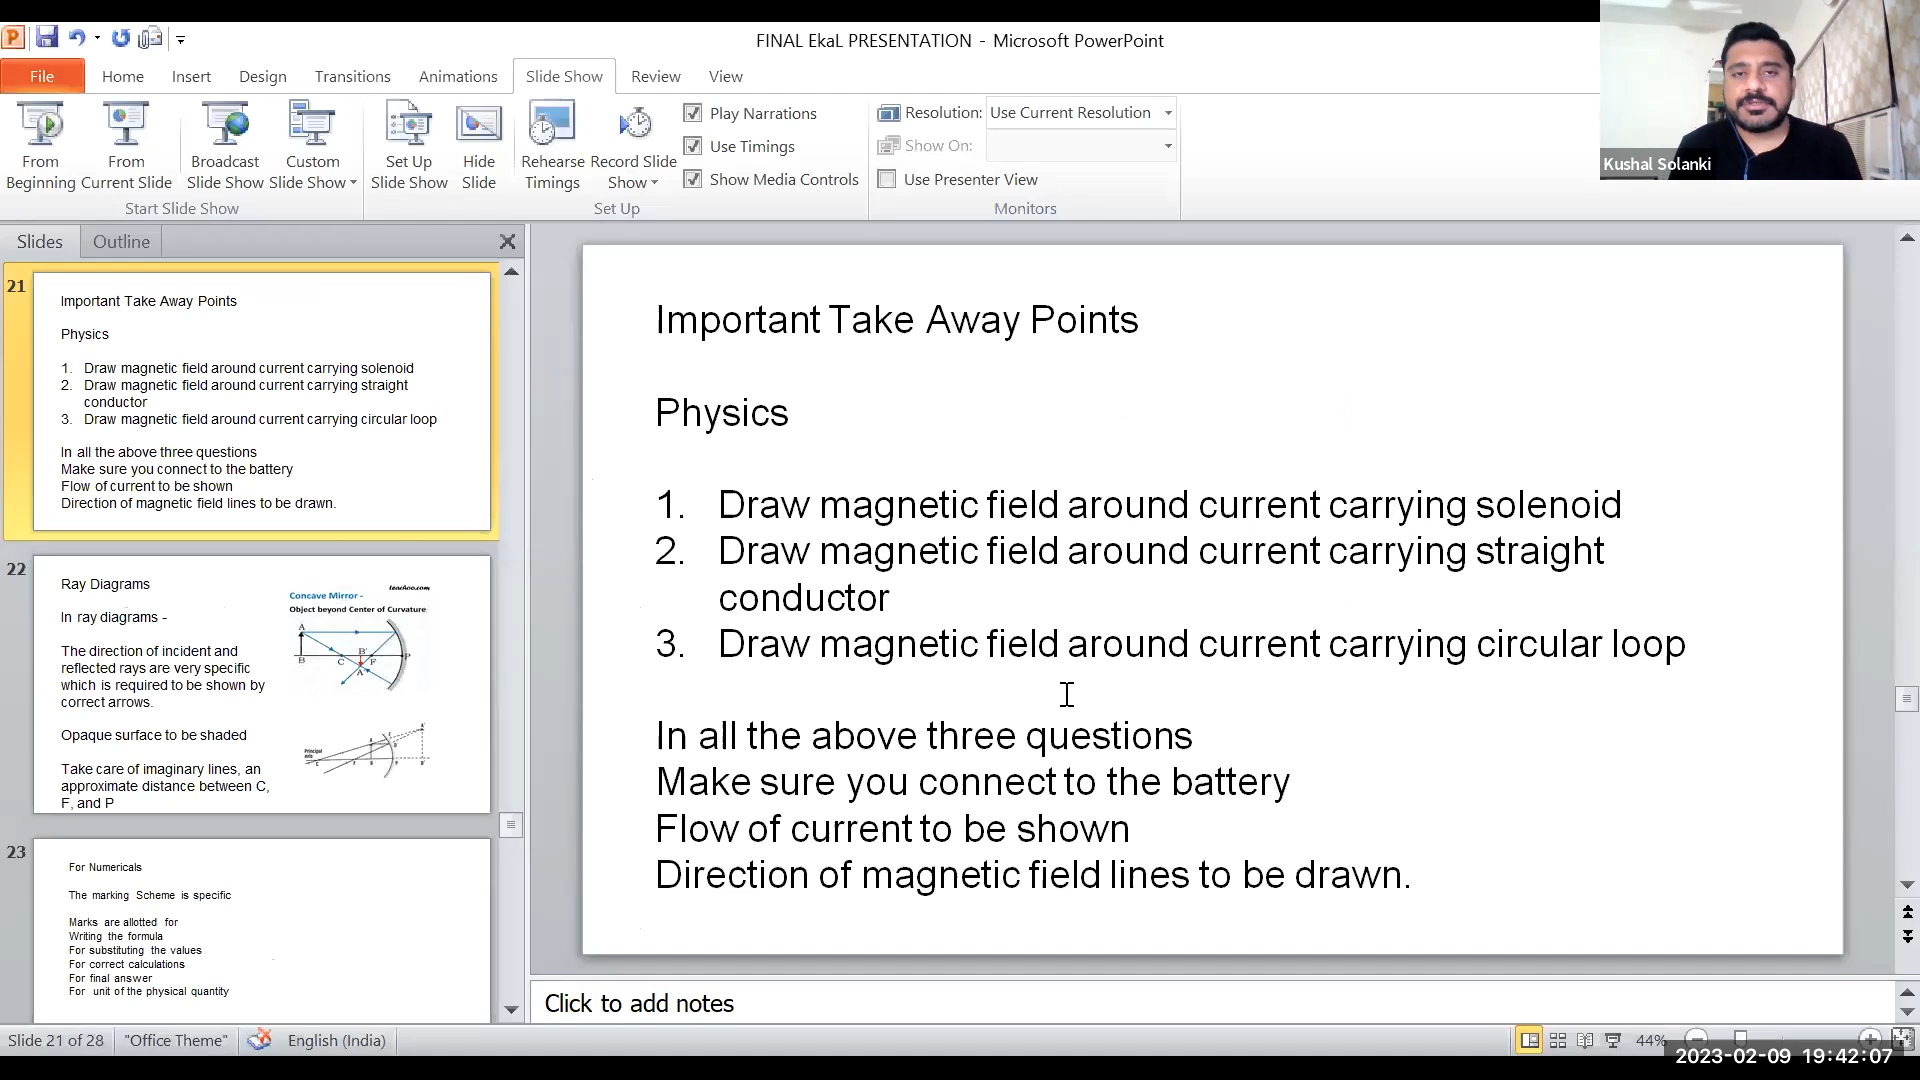 FINAL EkaL PRESENTATION - Microsoft PowerPoint
File Home Insert Design Transitions Animations Slide Show Review View
From Beginning
From Current Slide
Broadcast Slide Show
Custom Slide Show
Set Up Slide Show
Hide Slide
Rehearse Timings
Record Slide Show
Play Narrations
Use Timings
Show Media Controls
Resolution: Use Current Resolution
Show On:
Use Presenter View
Start Slide Show
Set Up
Monitors
Kushal Solanki
Slides Outline
21
Important Take Away Points
Physics
1. Draw magnetic field around current carrying solenoid
2. Draw magnetic field around current carrying straight
conductor
3. Draw magnetic field around current carrying circular loop
In all the above three questions
Make sure you connect to the battery
Flow of current to be shown
Direction of magnetic field lines to be drawn.
22
Ray Diagrams
In ray diagrams -
The direction of incident and
reflected rays are very specific
which is required to be shown by
correct arrows.
Opaque surface to be shaded
Take care of imaginary lines, an
approximate distance between C,
F, and P
teachoo.com
Concave Mirror -
Object beyond Center of Curvature
A
B
C
B'
F
P
A'
Principal
axis
23
For Numericals
The marking Scheme is specific
Marks are allotted for
Writing the formula
For substituting the values
For correct calculations
For final answer
For unit of the physical quantity
Important Take Away Points
Physics
1. Draw magnetic field around current carrying solenoid
2. Draw magnetic field around current carrying straight
conductor
3. Draw magnetic field around current carrying circular loop
In all the above three questions
Make sure you connect to the battery
Flow of current to be shown
Direction of magnetic field lines to be drawn.
Click to add notes
Slide 21 of 28 "Office Theme" English (India)
44%
2023-02-09 19:42:07